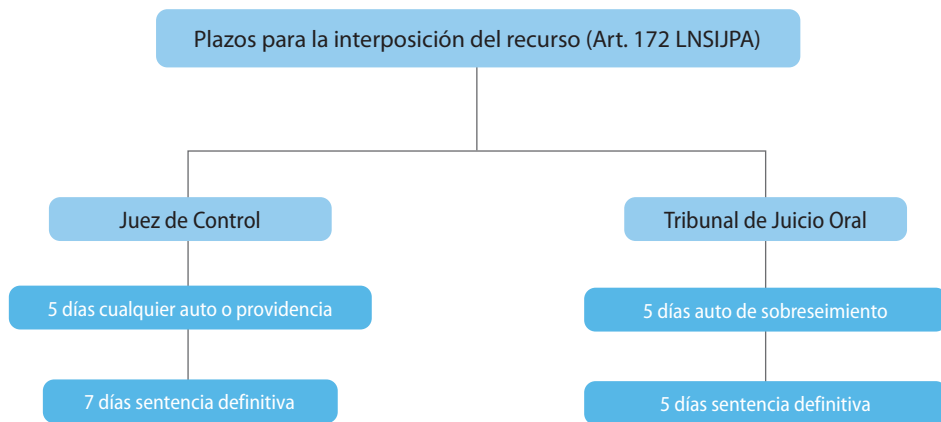 Plazos para la interposición del recurso (Art. 172 LNSIJPA)
Juez de Control
5 días cualquier auto o providencia
7 días sentencia definitiva
Tribunal de Juicio Oral
5 días auto de sobreseimiento
5 días sentencia definitiva